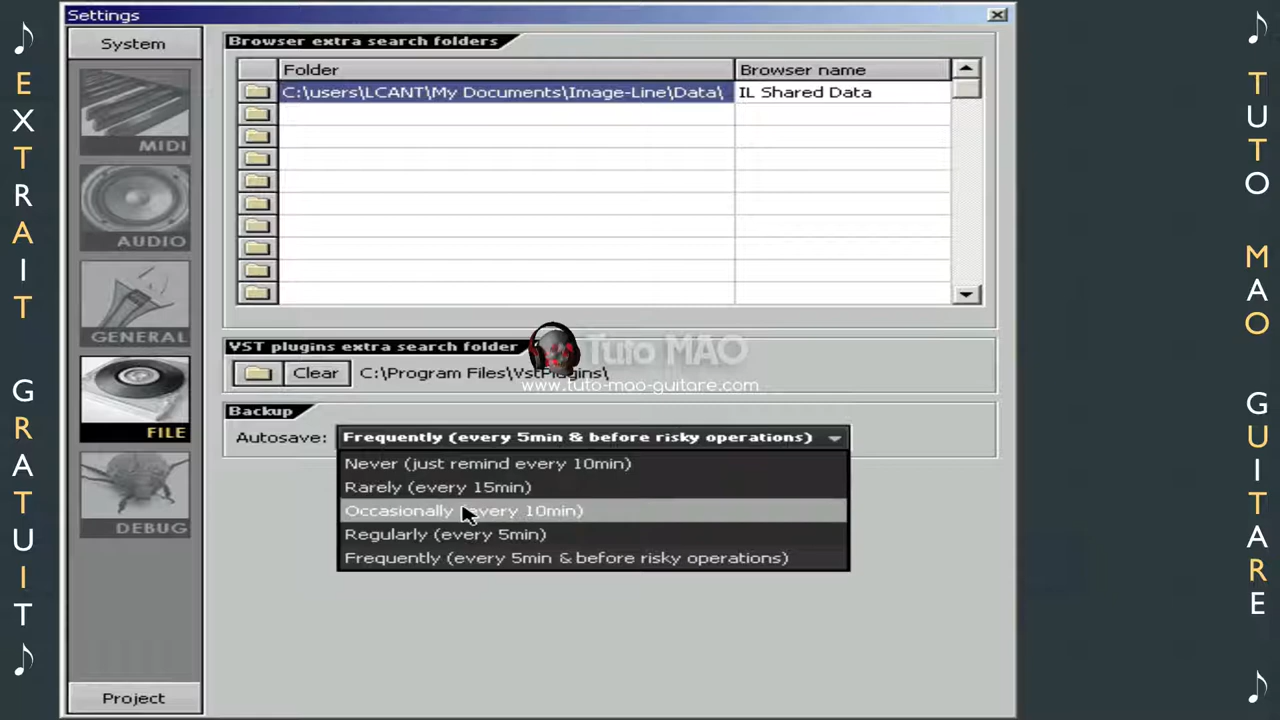 Settings
System
MIDI
AUDIO
GENERAL
FILE
DEBUG
Project
Browser extra search folders
Folder Browser name
C:\users\LCANT\My Documents\Image-Line\Data\ IL Shared Data
VST plugins extra search folder
Clear C:\Program Files\VstPlugins\
Tuto MAO
www.tuto-mao-guitare.com
Backup
Autosave: Frequently (every 5min & before risky operations)
Never (just remind every 10min)
Rarely (every 15min)
Occasionally (every 10min)
Regularly (every 5min)
Frequently (every 5min & before risky operations)
EXTRAIT GRATUIT
TUTO MAO GUITARE